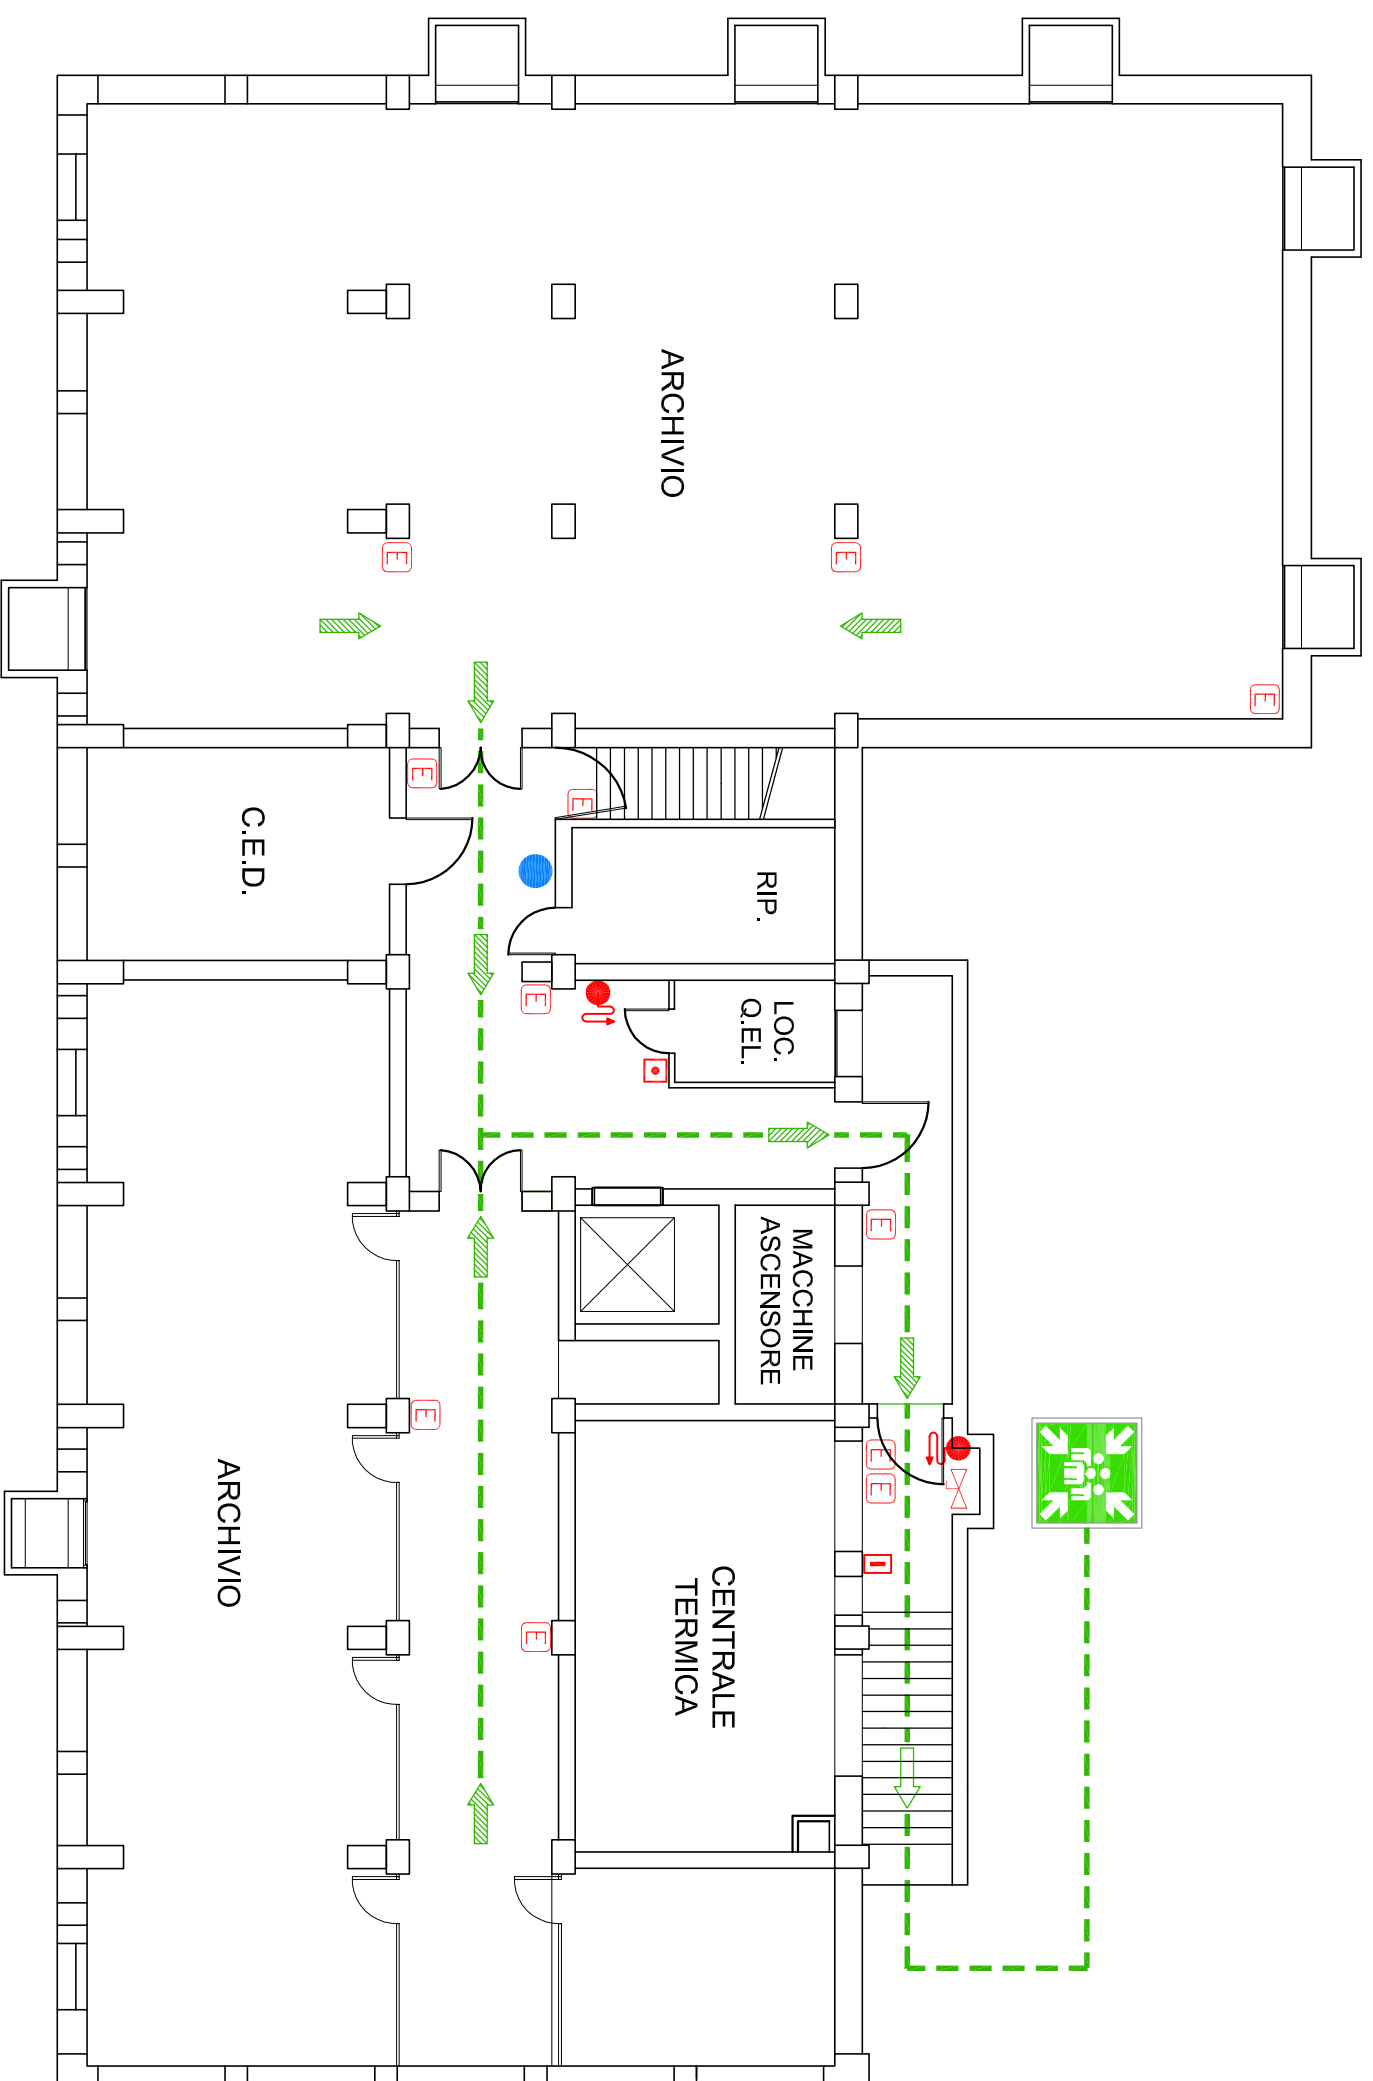 ARCHIVIO
E
E
E
E
E
C.E.D.
RIP.
E
LOC.
Q.EL.
MACCHINE
ASCENSORE
E
E
E
E
ARCHIVIO
CENTRALE
TERMICA
E